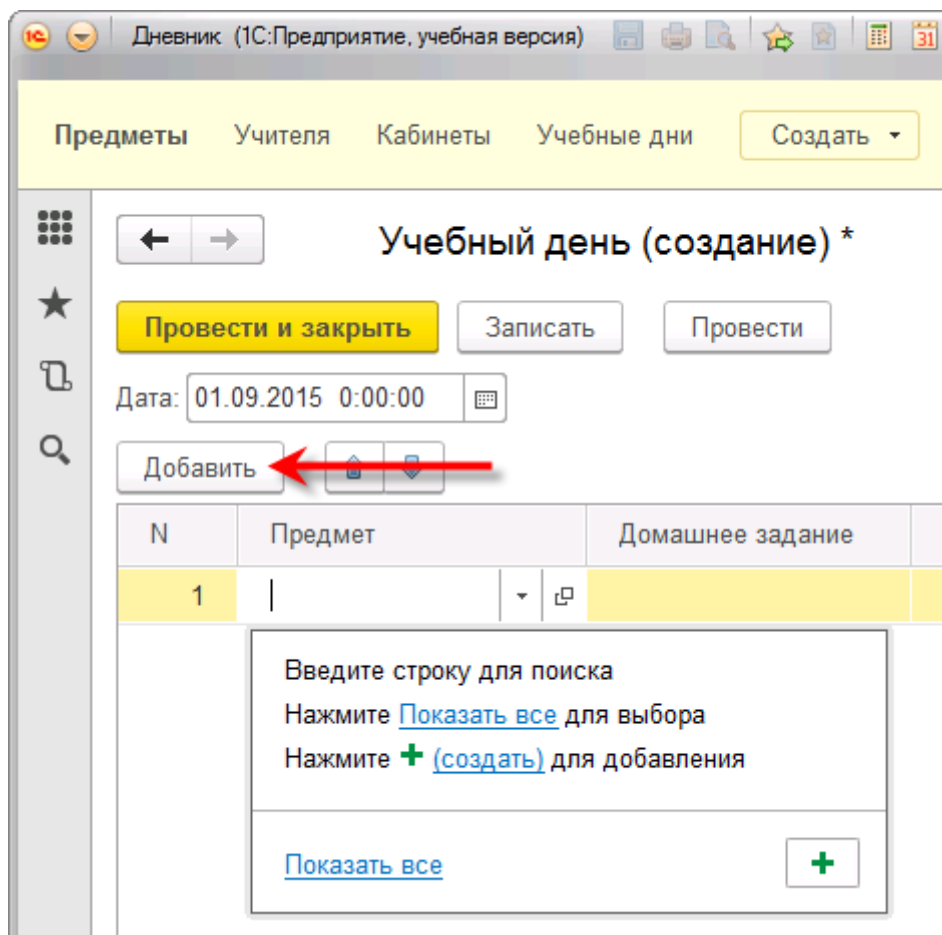 1С Дневник (1С:Предприятие, учебная версия) 31
Предметы Учителя Кабинеты Учебные дни Создать
Учебный день (создание) *
Провести и закрыть Записать Провести
Дата: 01.09.2015 0:00:00
Добавить
N Предмет Домашнее задание
1
Введите строку для поиска
Нажмите Показать все для выбора
Нажмите + (создать) для добавления
Показать все +